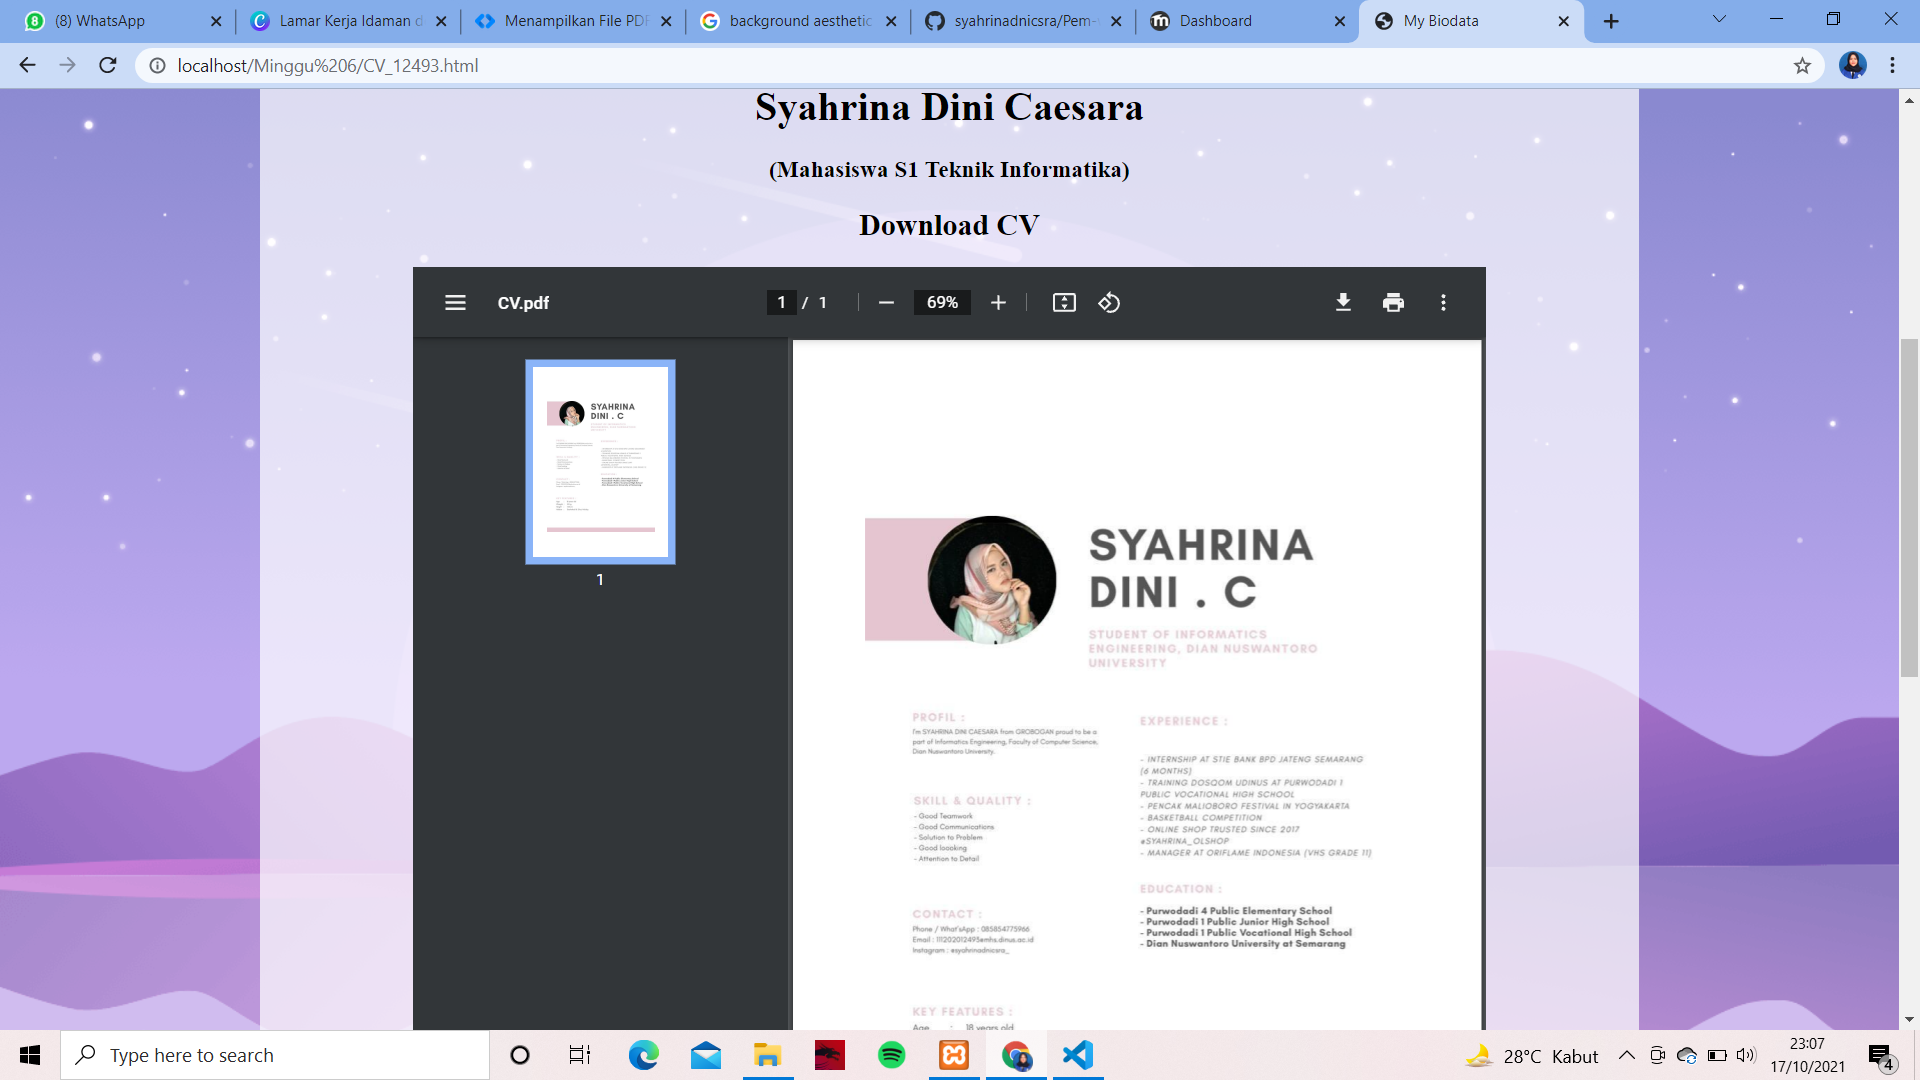 (8) WhatsApp
Lamar Kerja Idaman d
Menampilkan File PDF
background aesthetic
syahrinadnicsra/Pem-
Dashboard
My Biodata
localhost/Minggu%206/CV_12493.html
Syahrina Dini Caesara
(Mahasiswa S1 Teknik Informatika)
Download CV
CV.pdf
1 / 1
69%
SYAHRINA
DINI . C
1
SYAHRINA
DINI . C
STUDENT OF INFORMATICS
ENGINEERING, DIAN NUSWANTORO
UNIVERSITY
PROFIL :
I'm SYAHRINA DINI CAESARA from GROBOGAN proud to be a
part of Informatics Engineering, Faculty of Computer Science,
Dian Nuswantoro University.
SKILL & QUALITY :
- Good Teamwork
- Good Communications
- Solution to Problem
- Good loooking
- Attention to Detail
CONTACT :
Phone / What'sApp : 085854775966
Instagram : @syahrinadnicsra_
KEY FEATURES :
Age : 18 years old
EXPERIENCE :
- INTERNSHIP AT STIE BANK BPD JATENG SEMARANG
(6 MONTHS)
- TRAINING DOSQOM UDINUS AT PURWODADI 1
PUBLIC VOCATIONAL HIGH SCHOOL
- PENCAK MALIOBORO FESTIVAL IN YOGYAKARTA
- BASKETBALL COMPETITION
- ONLINE SHOP TRUSTED SINCE 2017
@SYAHRINA_OLSHOP
- MANAGER AT ORIFLAME INDONESIA (VHS GRADE 11)
EDUCATION :
- Purwodadi 4 Public Elementary School
- Purwodadi 1 Public Junior High School
- Purwodadi 1 Public Vocational High School
- Dian Nuswantoro University at Semarang
Type here to search
28°C Kabut
23:07
17/10/2021
4